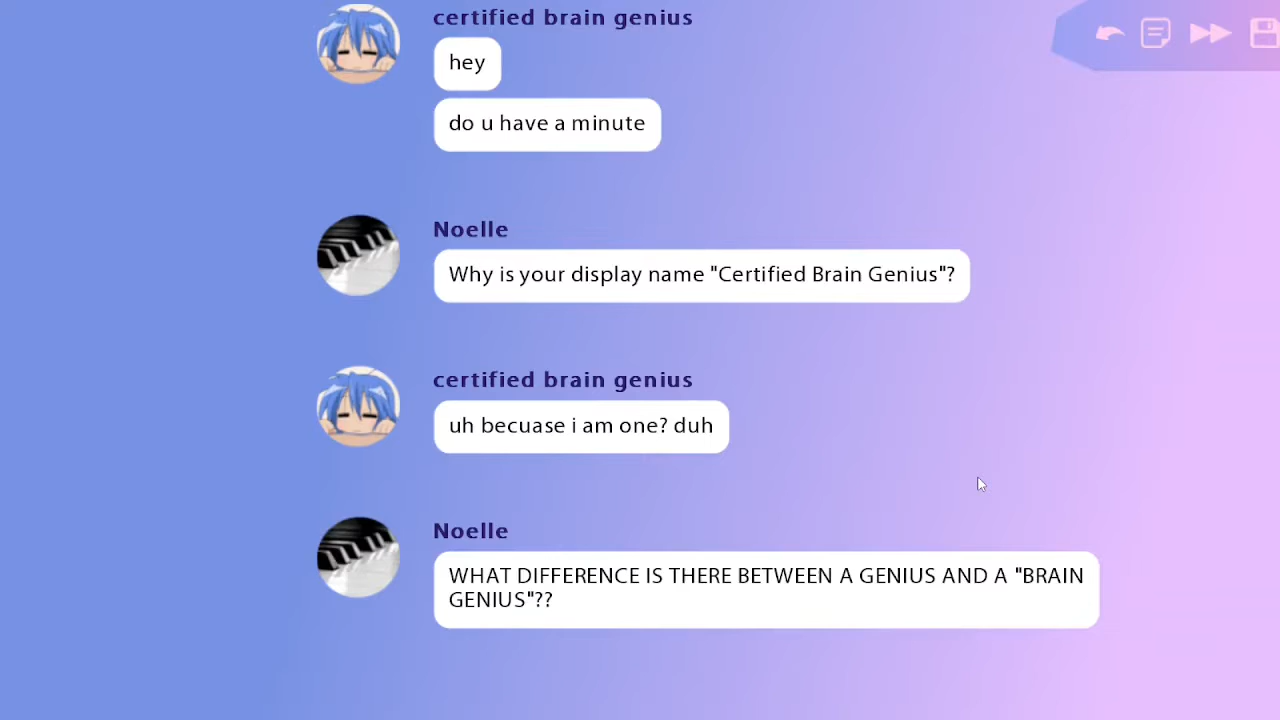 certified brain genius
hey
do u have a minute
Noelle
Why is your display name "Certified Brain Genius"?
certified brain genius
uh becuase i am one? duh
Noelle
WHAT DIFFERENCE IS THERE BETWEEN A GENIUS AND A "BRAIN
GENIUS"??